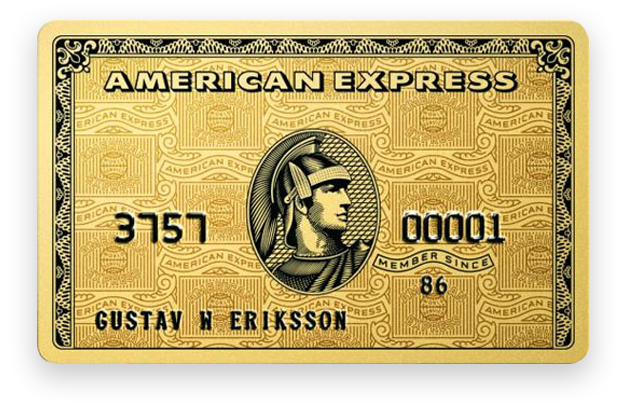 AMERICAN EXPRESS
3757 00001
MEMBER SINCE
86
GUSTAV W ERIKSSON